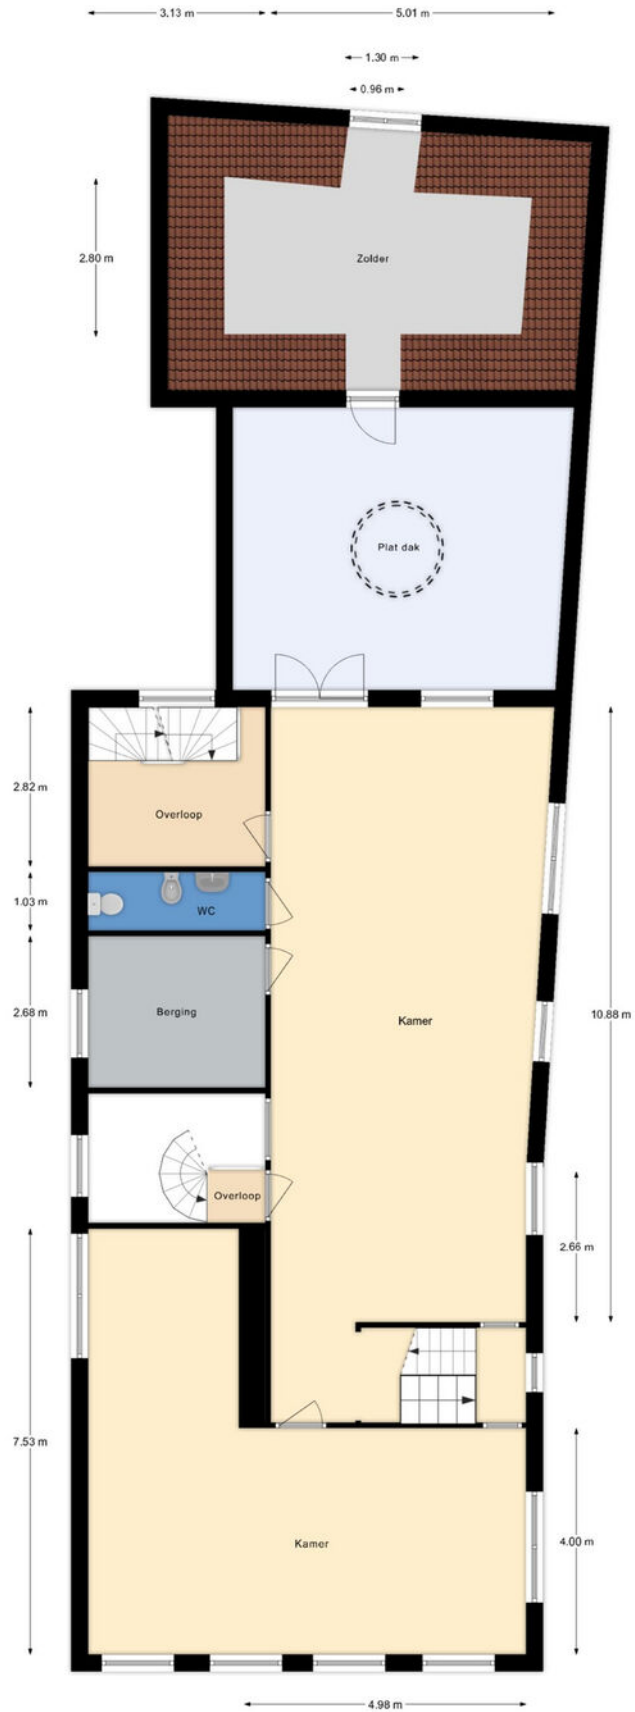 3.13 m
5.01 m
1.30 m
0.96 m
2.80 m
Zolder
Plat dak
2.82 m
Overloop
1.03 m
WC
2.68 m
Berging
Kamer
10.88 m
Overloop
2.66 m
7.53 m
Kamer
4.00 m
4.98 m